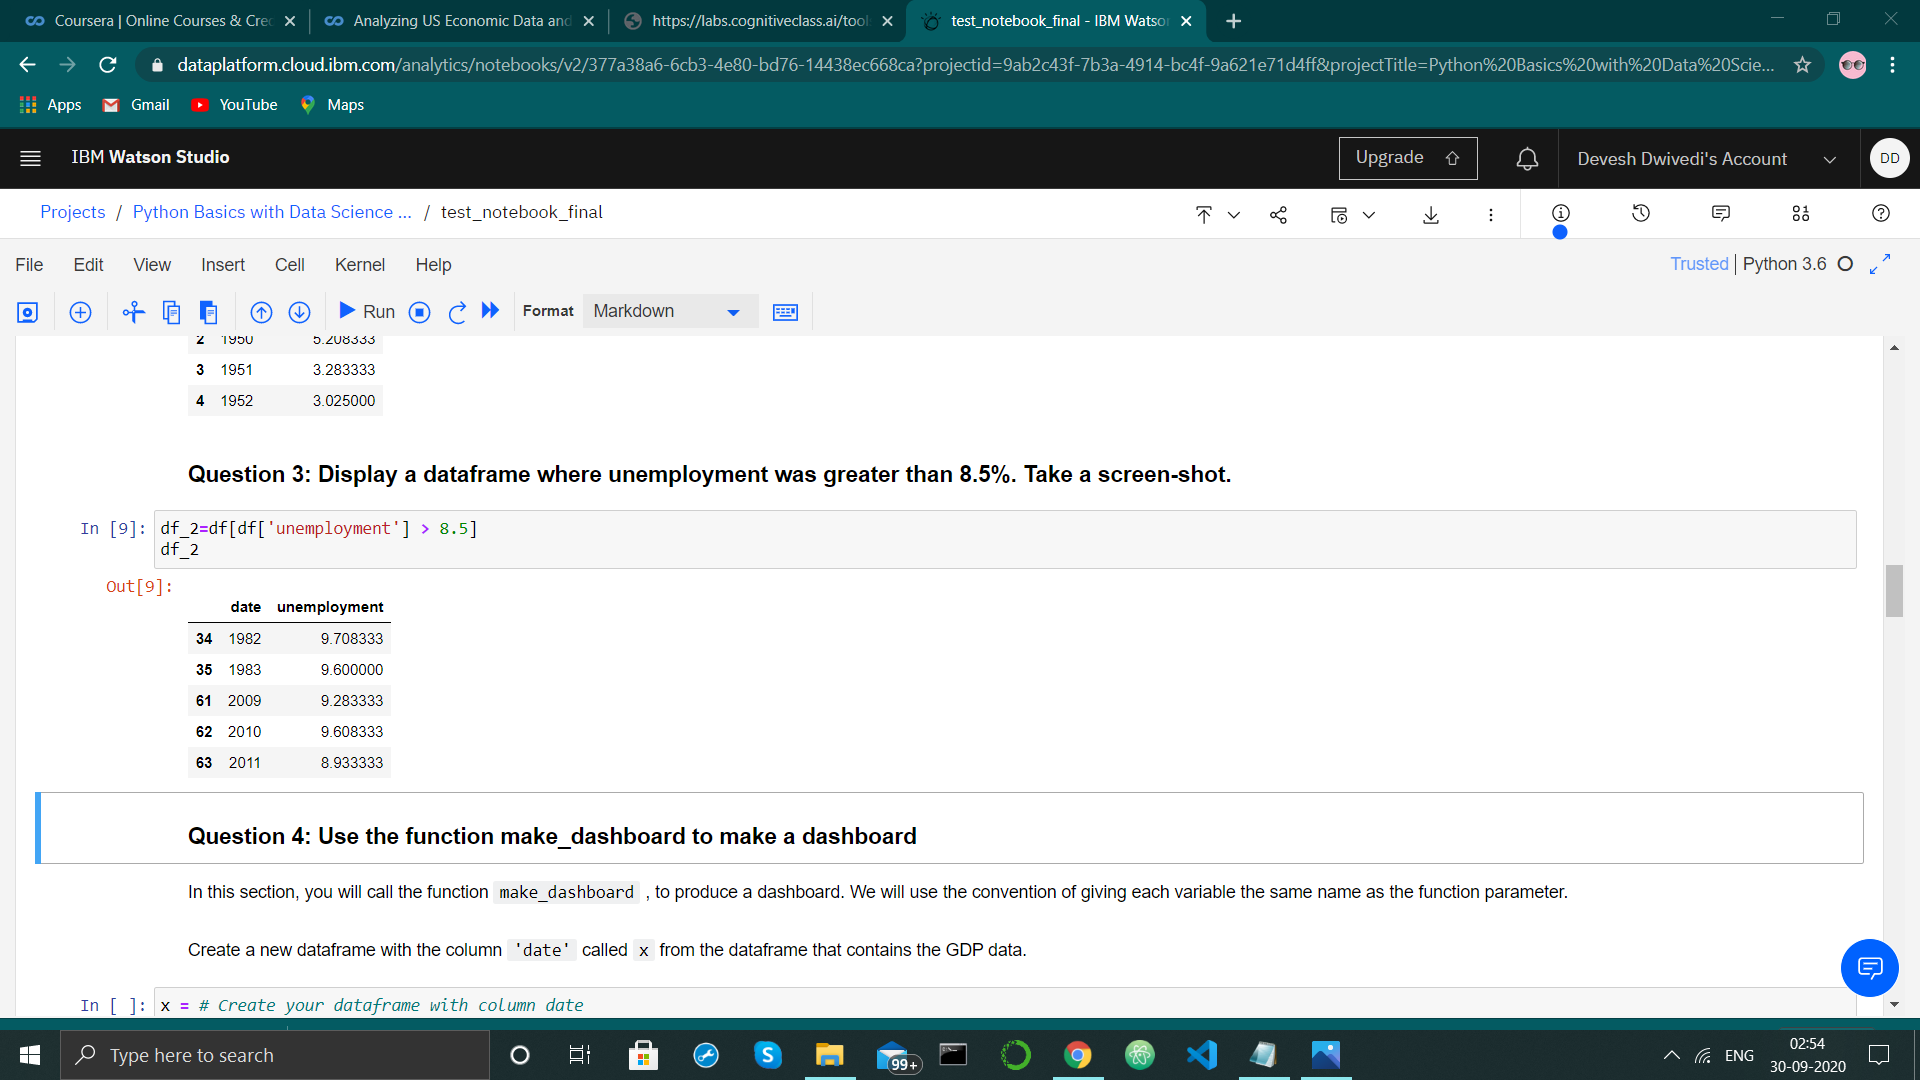 Coursera | Online Courses & Cre
Analyzing US Economic Data and
https://labs.cognitiveclass.ai/tool
test_notebook_final - IBM Watso
dataplatform.cloud.ibm.com/analytics/notebooks/v2/377a38a6-6cb3-4e80-bd76-14438ec668ca?projectid=9ab2c43f-7b3a-4914-bc4f-9a621e71d4ff&projectTitle=Python%20Basics%20with%20Data%20Scie...
Apps Gmail YouTube Maps
IBM Watson Studio
Upgrade
Devesh Dwivedi's Account
DD
Projects / Python Basics with Data Science ... / test_notebook_final
File Edit View Insert Cell Kernel Help
Trusted | Python 3.6
Run Format Markdown
2 1950 5.208333
3 1951 3.283333
4 1952 3.025000
Question 3: Display a dataframe where unemployment was greater than 8.5%. Take a screen-shot.
In [9]: df_2=df[df['unemployment'] > 8.5]
df_2
Out[9]:
date unemployment
34 1982 9.708333
35 1983 9.600000
61 2009 9.283333
62 2010 9.608333
63 2011 8.933333
Question 4: Use the function make_dashboard to make a dashboard
In this section, you will call the function make_dashboard , to produce a dashboard. We will use the convention of giving each variable the same name as the function parameter.
Create a new dataframe with the column 'date' called x from the dataframe that contains the GDP data.
In [ ]: x = # Create your dataframe with column date
Type here to search
99+
ENG
02:54
30-09-2020